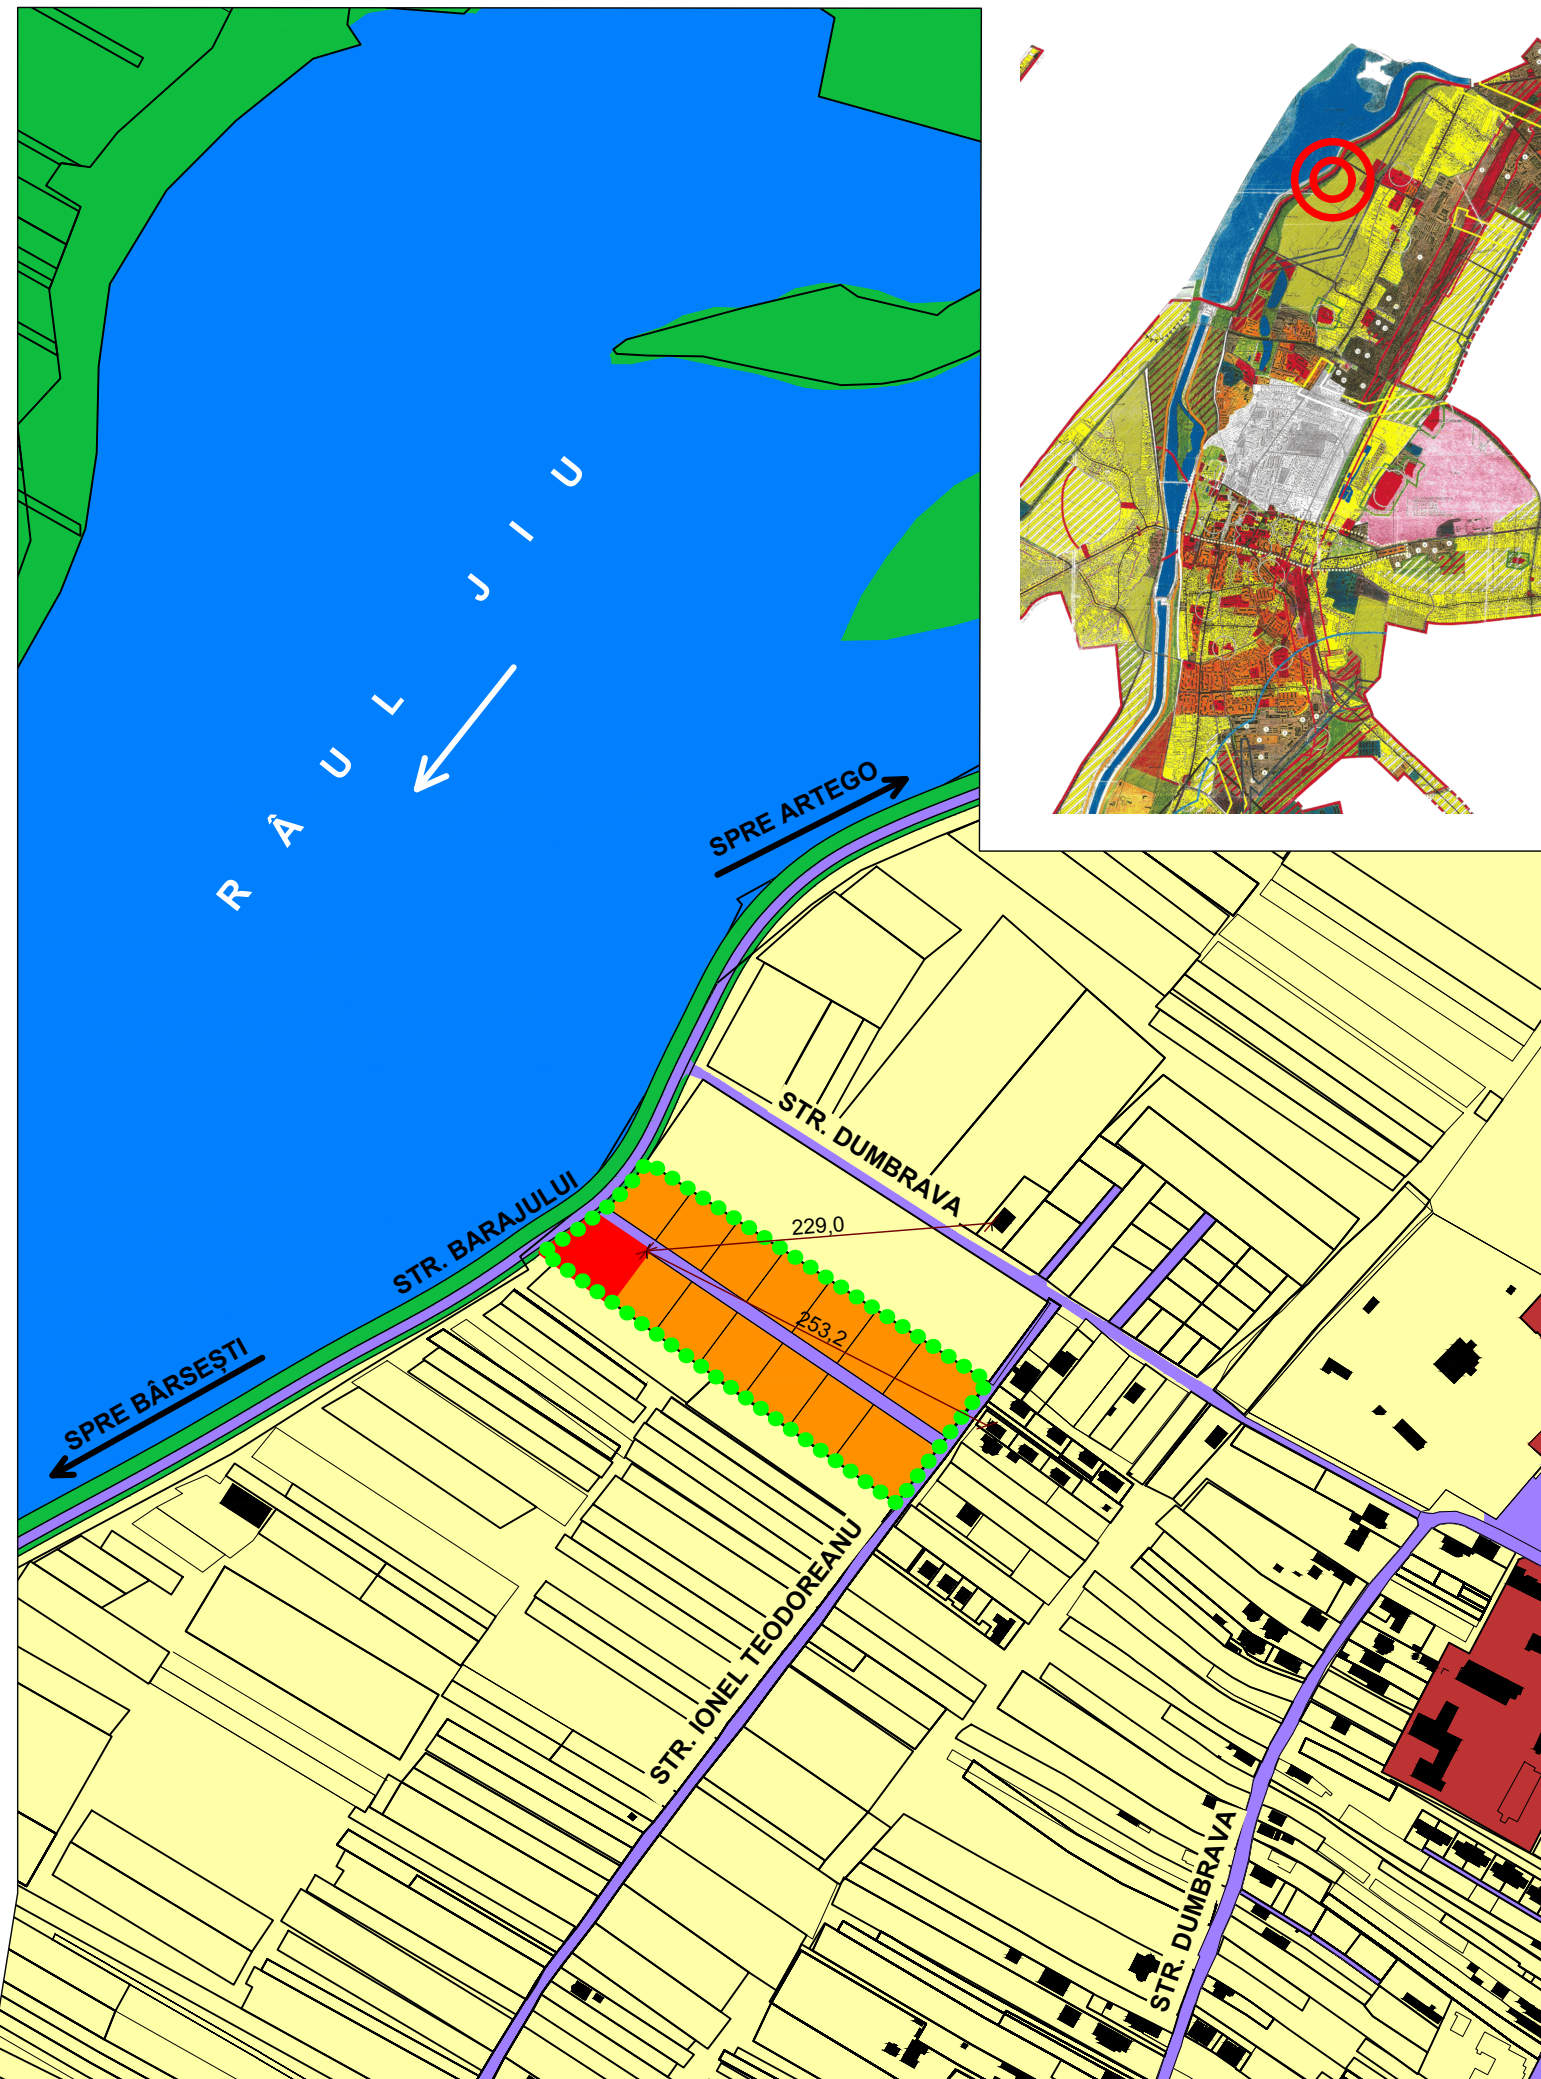 RÂUL JIU
SPRE ARTEGO
STR. DUMBRAVA
229,0
STR. BARAJULUI
253,2
SPRE BÂRSEȘTI
STR. IONEL TEODOREANU
STR. DUMBRAVA